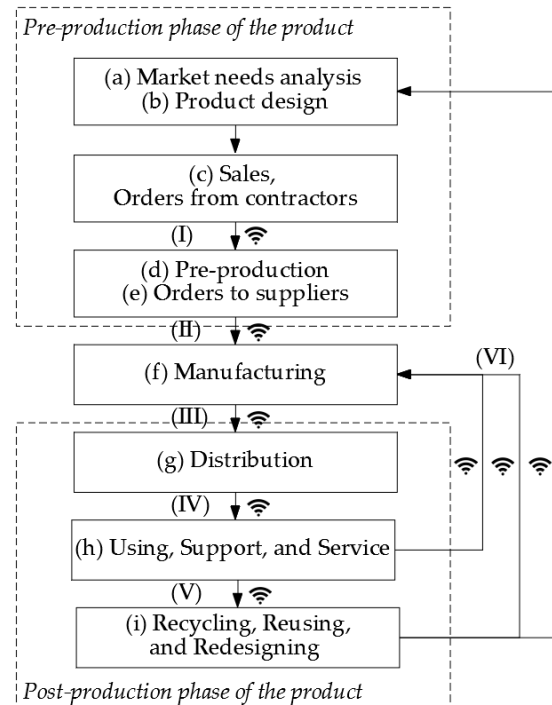 Pre-production phase of the product
(a) Market needs analysis
(b) Product design
(c) Sales,
Orders from contractors
(I)
(d) Pre-production
(e) Orders to suppliers
(II)
(VI)
(f) Manufacturing
(III)
(g) Distribution
(IV)
(h) Using, Support, and Service
(V)
(i) Recycling, Reusing,
and Redesigning
Post-production phase of the product